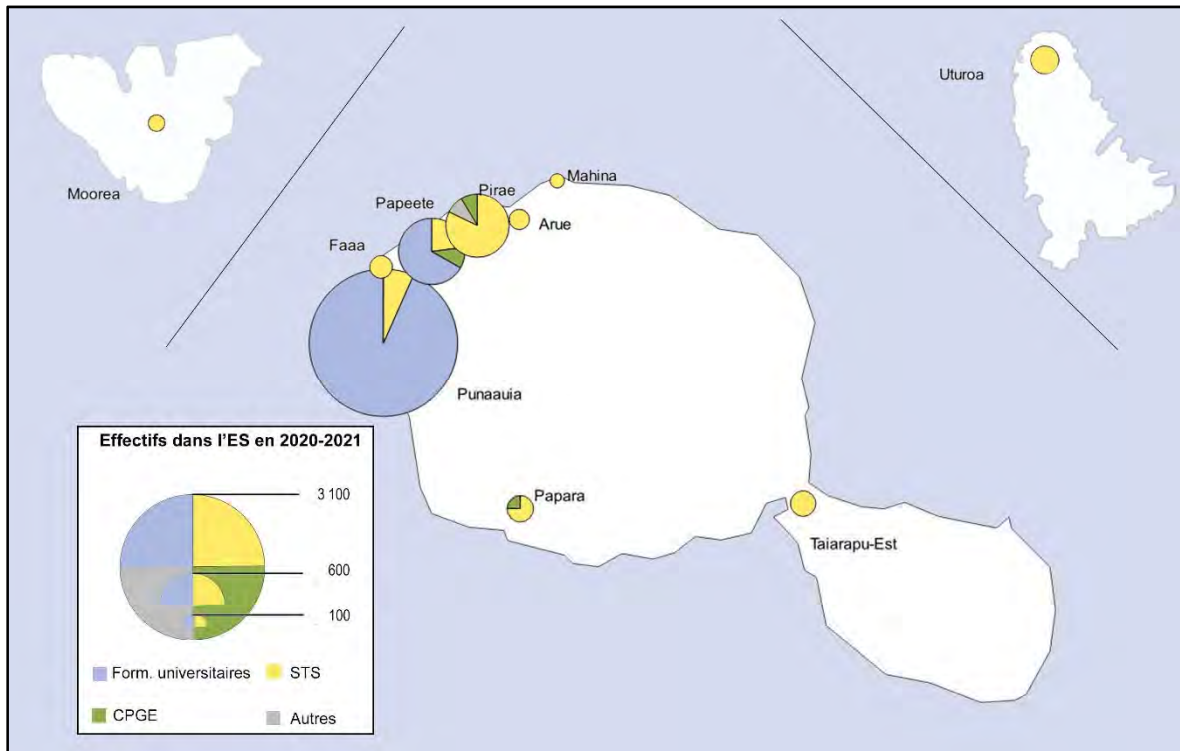 Uturoa
Moorea
Mahina
Pirae
Papeete
Arue
Faaa
Punaauia
Effectifs dans l'ES en 2020-2021
3 100
600
100
Form. universitaires
STS
CPGE
Autres
Papara
Taiarapu-Est